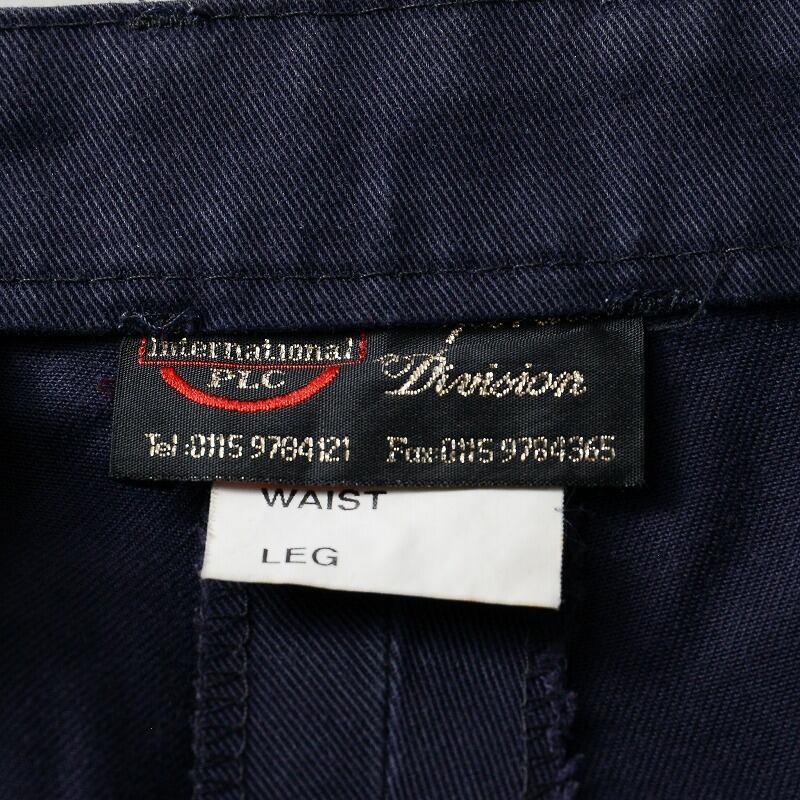 International
PLC
Division
Tel:0115 9784121 Fax:0115 9784365
WAIST
LEG